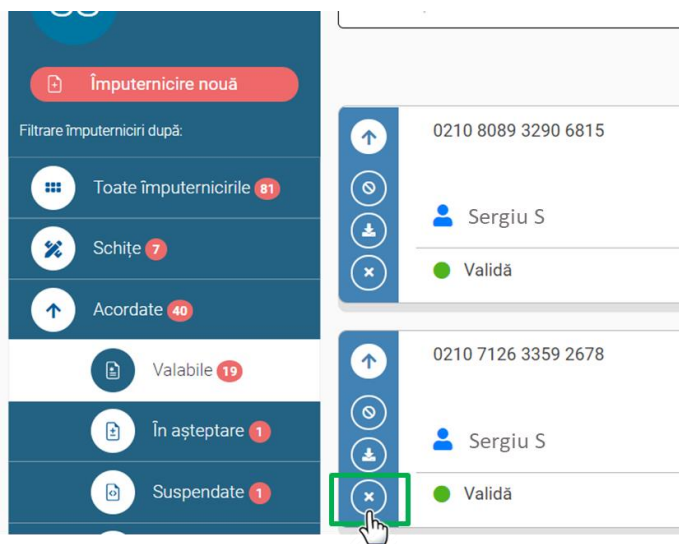 Împuternicire nouă
Filtrare împuterniciri după:
Toate împuternicirile 81
Schițe 7
Acordate 40
Valabile 19
În așteptare 1
Suspendate 1
0210 8089 3290 6815
Sergiu S
Validă
0210 7126 3359 2678
Sergiu S
Validă